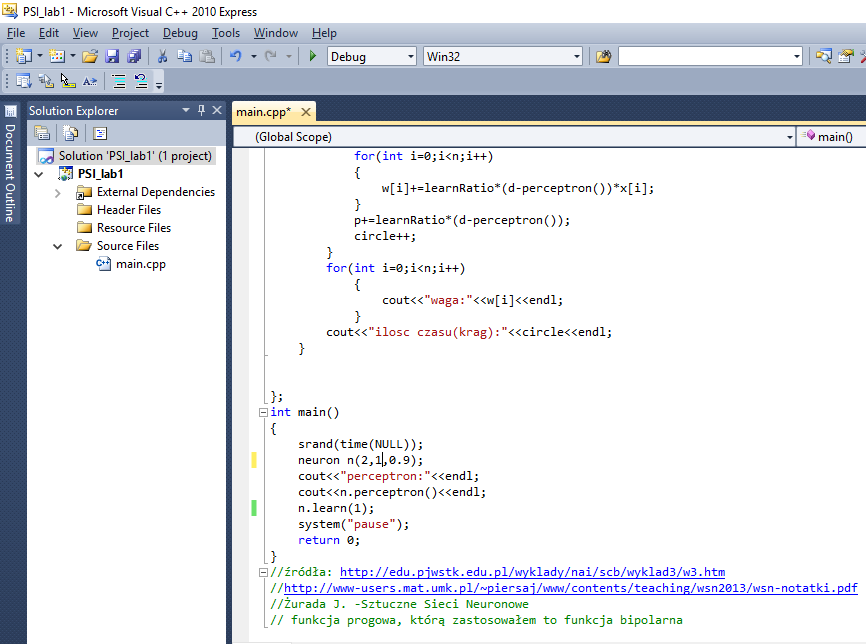 PSI_lab1 - Microsoft Visual C++ 2010 Express
File Edit View Project Debug Tools Window Help
Debug Win32
Document Outline
Solution Explorer
Solution 'PSI_lab1' (1 project)
PSI_lab1
External Dependencies
Header Files
Resource Files
Source Files
main.cpp
main.cpp*
(Global Scope) main()
for(int i=0;i<n;i++)
{
w[i]+=learnRatio*(d-perceptron())*x[i];
}
p+=learnRatio*(d-perceptron());
circle++;
}
for(int i=0;i<n;i++)
{
cout<<"waga:"<<w[i]<<endl;
}
cout<<"ilosc czasu(krag):"<<circle<<endl;
}
};
int main()
{
srand(time(NULL));
neuron n(2,1,0.9);
cout<<"perceptron:"<<endl;
cout<<n.perceptron()<<endl;
n.learn(1);
system("pause");
return 0;
}
//źródła: http://edu.pjwstk.edu.pl/wyklady/nai/scb/wyklad3/w3.htm
//http://www-users.mat.umk.pl/~piersaj/www/contents/teaching/wsn2013/wsn-notatki.pdf
//Żurada J. -Sztuczne Sieci Neuronowe
// funkcja progowa, którą zastosowałem to funkcja bipolarna